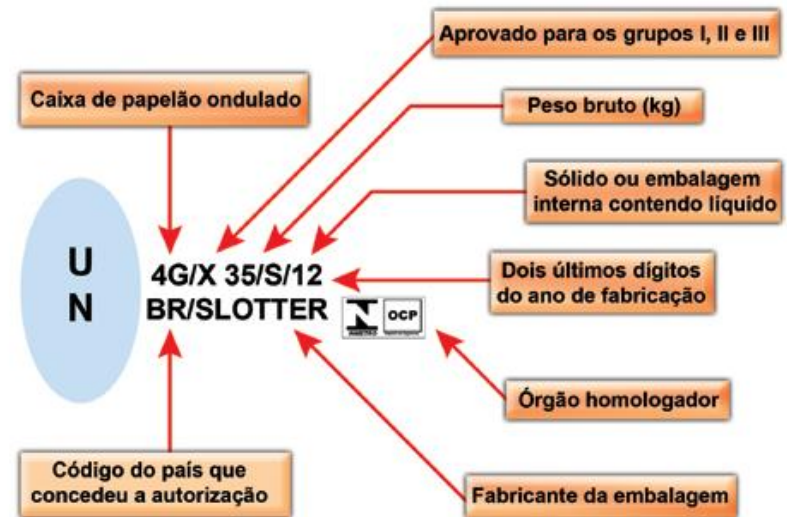 Aprovado para os grupos I, II e III
Caixa de papelão ondulado
Peso bruto (kg)
Sólido ou embalagem
interna contendo líquido
U
N
4G/X 35/S/12
BR/SLOTTER
OCP
Dois últimos dígitos
do ano de fabricação
Órgão homologador
Código do país que
concedeu a autorização
Fabricante da embalagem